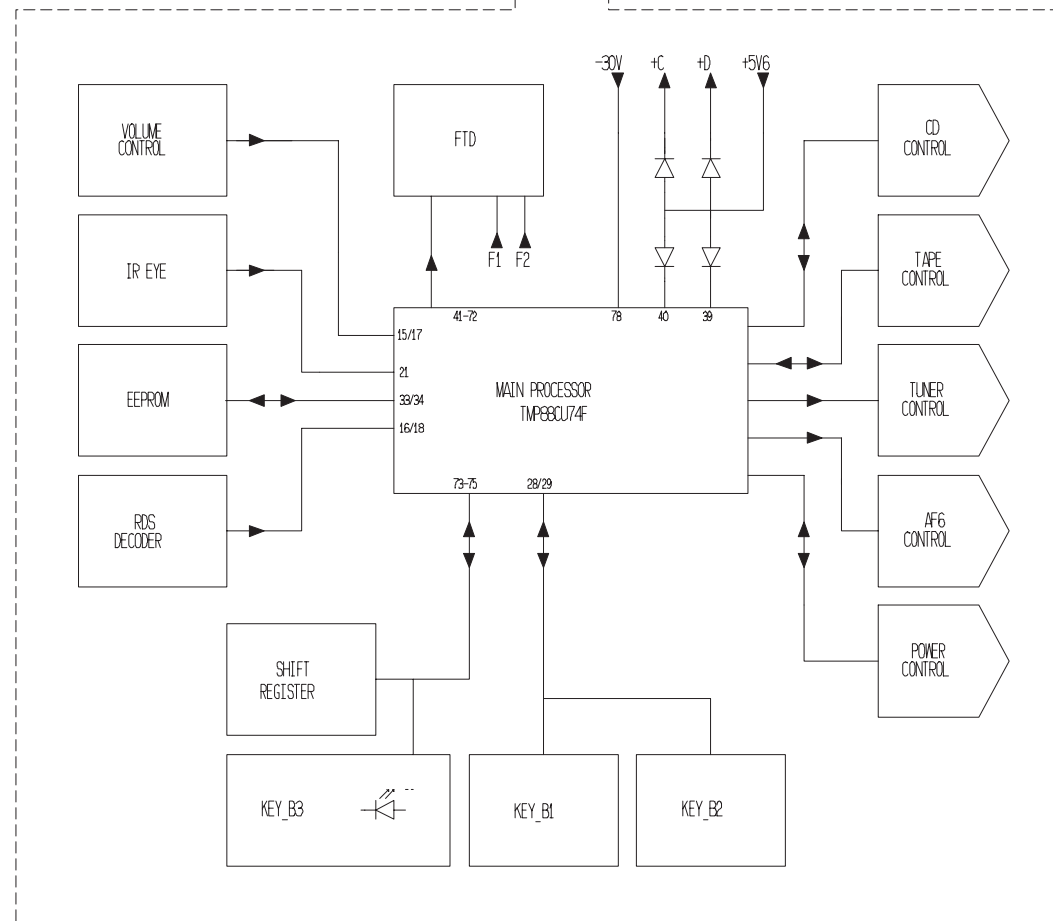 -30V
+C
+D
+5V6
VOLUME
CONTROL
FTD
CD
CONTROL
IR EYE
F1
F2
TAPE
CONTROL
41-72
78
40
39
15/17
21
EEPROM
33/34
16/18
MAIN PROCESSOR
TMP88CU74F
TUNER
CONTROL
73-75
28/29
RDS
DECODER
AF6
CONTROL
SHIFT
REGISTER
POWER
CONTROL
KEY_B3
KEY_B1
KEY_B2